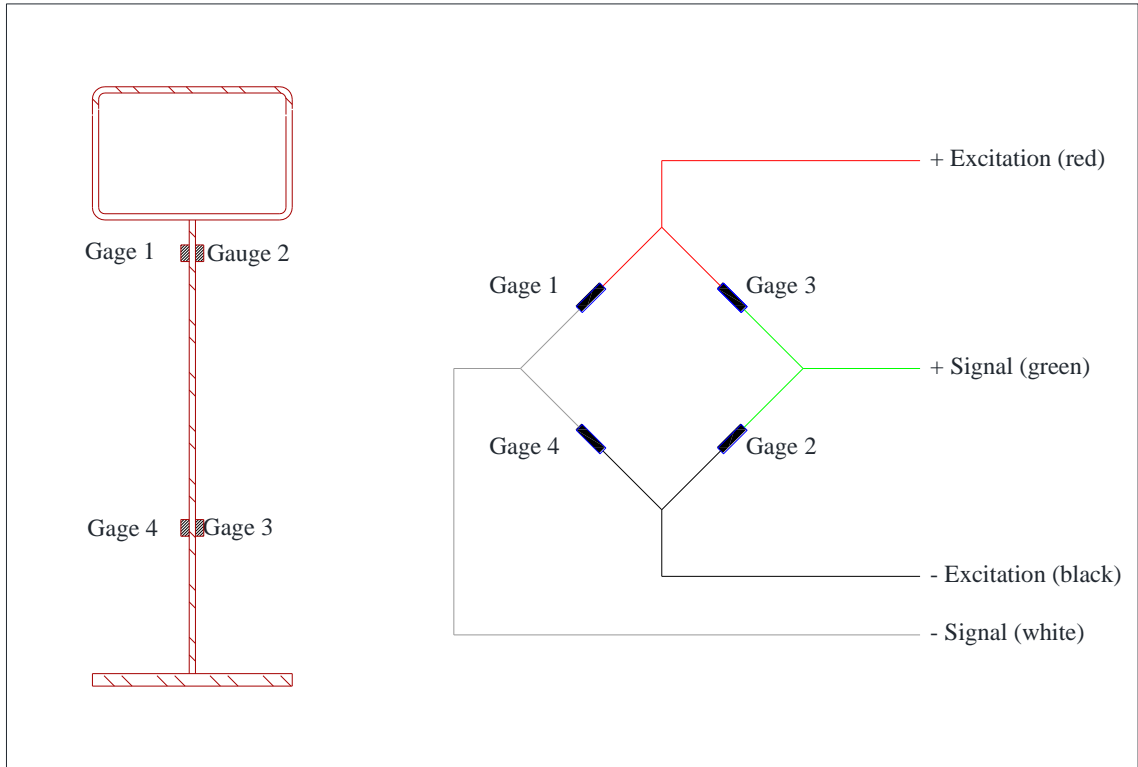 Gage 1
Gauge 2
Gage 4
Gage 3
+ Excitation (red)
Gage 1
Gage 3
+ Signal (green)
Gage 4
Gage 2
- Excitation (black)
- Signal (white)